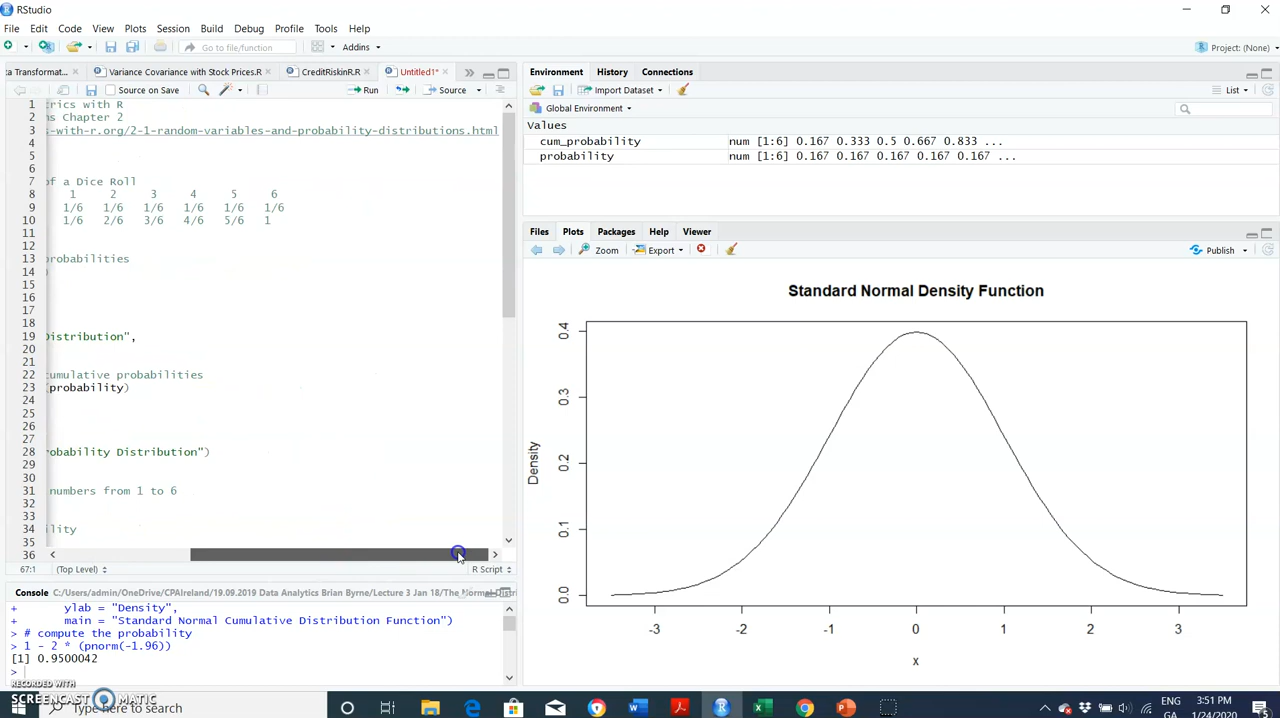 RStudio
File Edit Code View Plots Session Build Debug Profile Tools Help
Go to file/function Addins Project: (None)
ta Transformat... Variance Covariance with Stock Prices.R CreditRiskinR.R Untitled1*
Source on Save Run Source
1 trics with R
2 ns Chapter 2
3 s-with-r.org/2-1-random-variables-and-probability-distributions.html
4
5
6
7 of a Dice Roll
8 1 2 3 4 5 6
9 1/6 1/6 1/6 1/6 1/6 1/6
10 1/6 2/6 3/6 4/6 5/6 1
11
12
13 probabilities
14 )
15
16
17
18
19 Distribution",
20
21
22 cumulative probabilities
23 (probability)
24
25
26
27
28 robability Distribution")
29
30
31 numbers from 1 to 6
32
33
34 ility
35
36
67:1 (Top Level) R Script
Console C:/Users/admin/OneDrive/CPAIreland/19.09.2019 Data Analytics Brian Byrne/Lecture 3 Jan 18/The Normal Distri
+ ylab = "Density",
+ main = "Standard Normal Cumulative Distribution Function")
> # compute the probability
> 1 - 2 * (pnorm(-1.96))
[1] 0.9500042
>
Environment History Connections
Import Dataset List
Global Environment
Values
cum_probability num [1:6] 0.167 0.333 0.5 0.667 0.833 ...
probability num [1:6] 0.167 0.167 0.167 0.167 0.167 ...
Files Plots Packages Help Viewer
Zoom Export Publish
Standard Normal Density Function
Density
0.4
0.3
0.2
0.1
0.0
-3 -2 -1 0 1 2 3
x
RECORDED WITH
SCREENCAST MATIC
Type here to search
ENG
GA
3:51 PM
1/24/2020
5